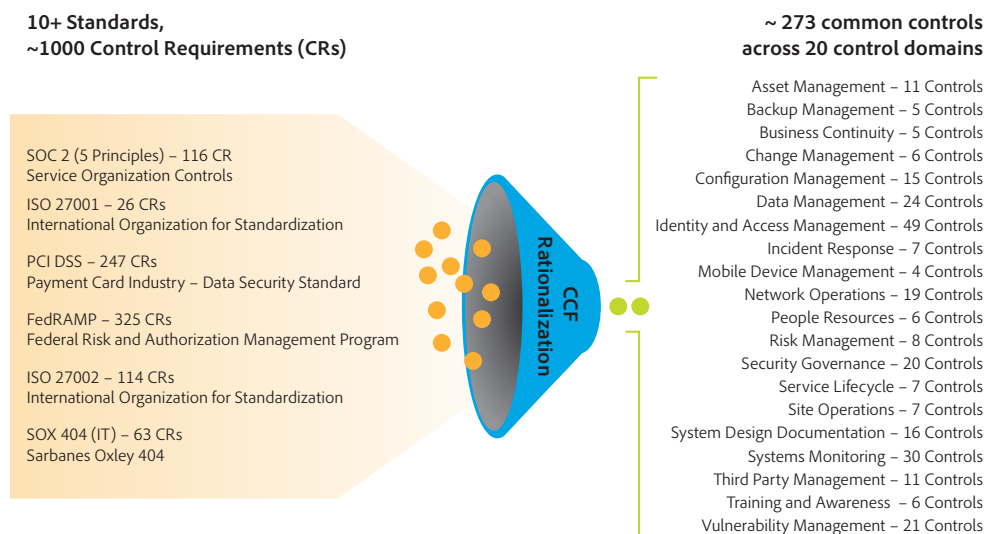 10+ Standards,
~1000 Control Requirements (CRs)
SOC 2 (5 Principles) – 116 CR
Service Organization Controls
ISO 27001 – 26 CRs
International Organization for Standardization
PCI DSS – 247 CRs
Payment Card Industry – Data Security Standard
FedRAMP – 325 CRs
Federal Risk and Authorization Management Program
ISO 27002 – 114 CRs
International Organization for Standardization
SOX 404 (IT) – 63 CRs
Sarbanes Oxley 404
CCF
Rationalization
~ 273 common controls
across 20 control domains
Asset Management – 11 Controls
Backup Management – 5 Controls
Business Continuity – 5 Controls
Change Management – 6 Controls
Configuration Management – 15 Controls
Data Management – 24 Controls
Identity and Access Management – 49 Controls
Incident Response – 7 Controls
Mobile Device Management – 4 Controls
Network Operations – 19 Controls
People Resources – 6 Controls
Risk Management – 8 Controls
Security Governance – 20 Controls
Service Lifecycle – 7 Controls
Site Operations – 7 Controls
System Design Documentation – 16 Controls
Systems Monitoring – 30 Controls
Third Party Management – 11 Controls
Training and Awareness – 6 Controls
Vulnerability Management – 21 Controls